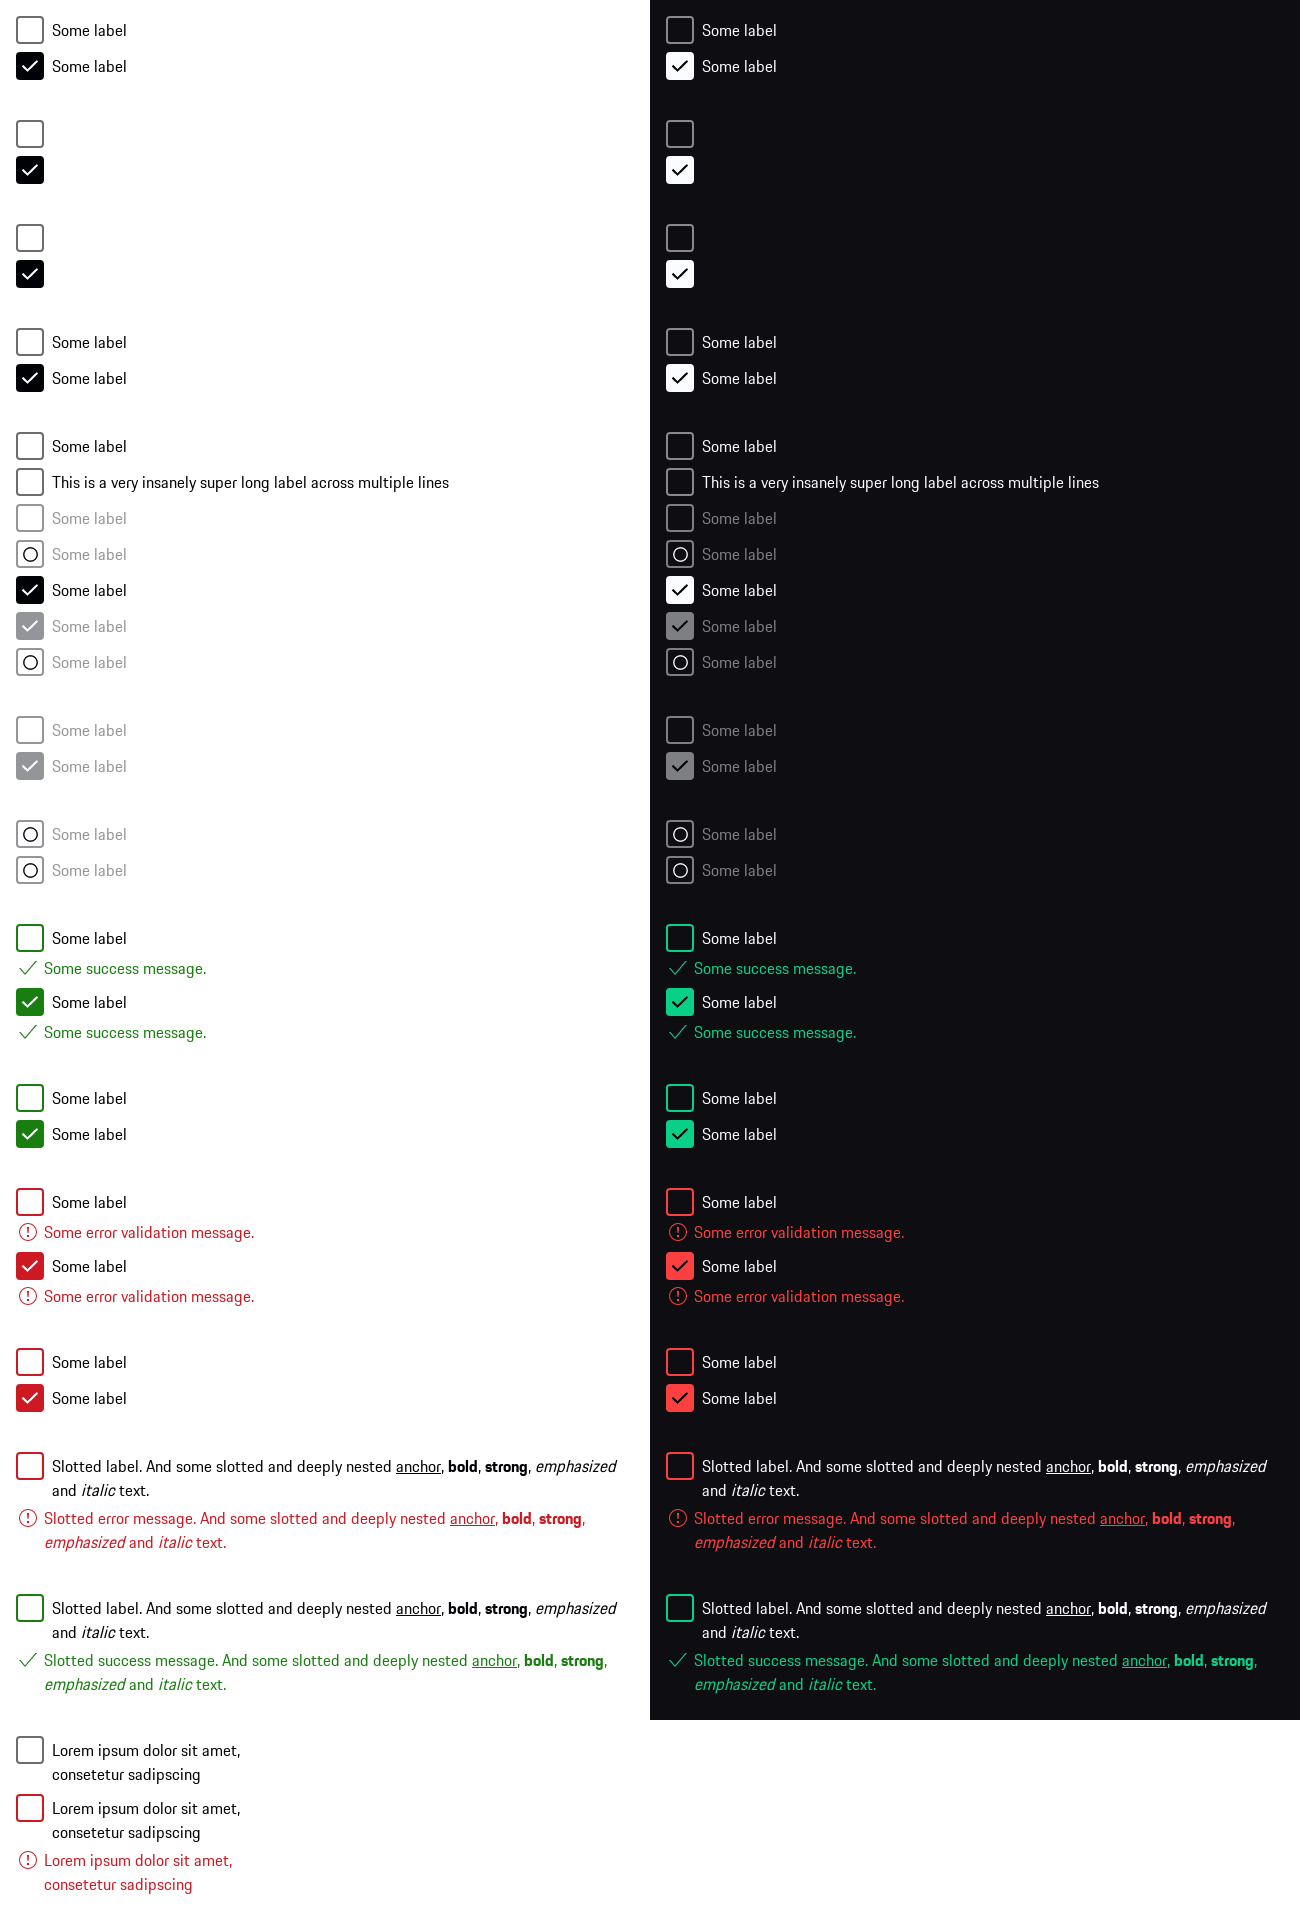 Some label
Some label
Some label
Some label
Some label
This is a very insanely super long label across multiple lines
Some label
Some label
Some label
Some label
Some label
Some label
Some label
Some label
Some label
Some label
Some success message.
Some label
Some success message.
Some label
Some label
Some label
Some error validation message.
Some label
Some error validation message.
Some label
Some label
Slotted label. And some slotted and deeply nested anchor, bold, strong, emphasized
and italic text.
Slotted error message. And some slotted and deeply nested anchor, bold, strong,
emphasized and italic text.
Slotted label. And some slotted and deeply nested anchor, bold, strong, emphasized
and italic text.
Slotted success message. And some slotted and deeply nested anchor, bold, strong,
emphasized and italic text.
Lorem ipsum dolor sit amet,
consetetur sadipscing
Lorem ipsum dolor sit amet,
consetetur sadipscing
Lorem ipsum dolor sit amet,
consetetur sadipscing
Some label
Some label
Some label
Some label
Some label
This is a very insanely super long label across multiple lines
Some label
Some label
Some label
Some label
Some label
Some label
Some label
Some label
Some label
Some label
Some success message.
Some label
Some success message.
Some label
Some label
Some label
Some error validation message.
Some label
Some error validation message.
Some label
Some label
Slotted label. And some slotted and deeply nested anchor, bold, strong, emphasized
and italic text.
Slotted error message. And some slotted and deeply nested anchor, bold, strong,
emphasized and italic text.
Slotted label. And some slotted and deeply nested anchor, bold, strong, emphasized
and italic text.
Slotted success message. And some slotted and deeply nested anchor, bold, strong,
emphasized and italic text.